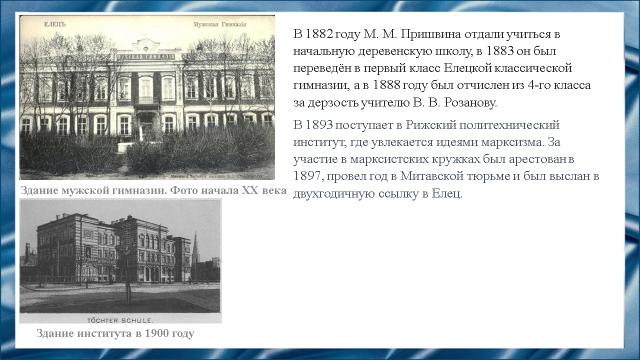 ЕЛЕЦЪ
Мужская Гимназія
Здание мужской гимназии. Фото начала XX века
TÖCHTER SCHULE.
Здание института в 1900 году
В 1882 году М. М. Пришвина отдали учиться в
начальную деревенскую школу, в 1883 он был
переведён в первый класс Елецкой классической
гимназии, а в 1888 году был отчислен из 4-го класса
за дерзость учителю В. В. Розанову.
В 1893 поступает в Рижский политехнический
институт, где увлекается идеями марксизма. За
участие в марксистских кружках был арестован в
1897, провел год в Митавской тюрьме и был выслан в
двухгодичную ссылку в Елец.